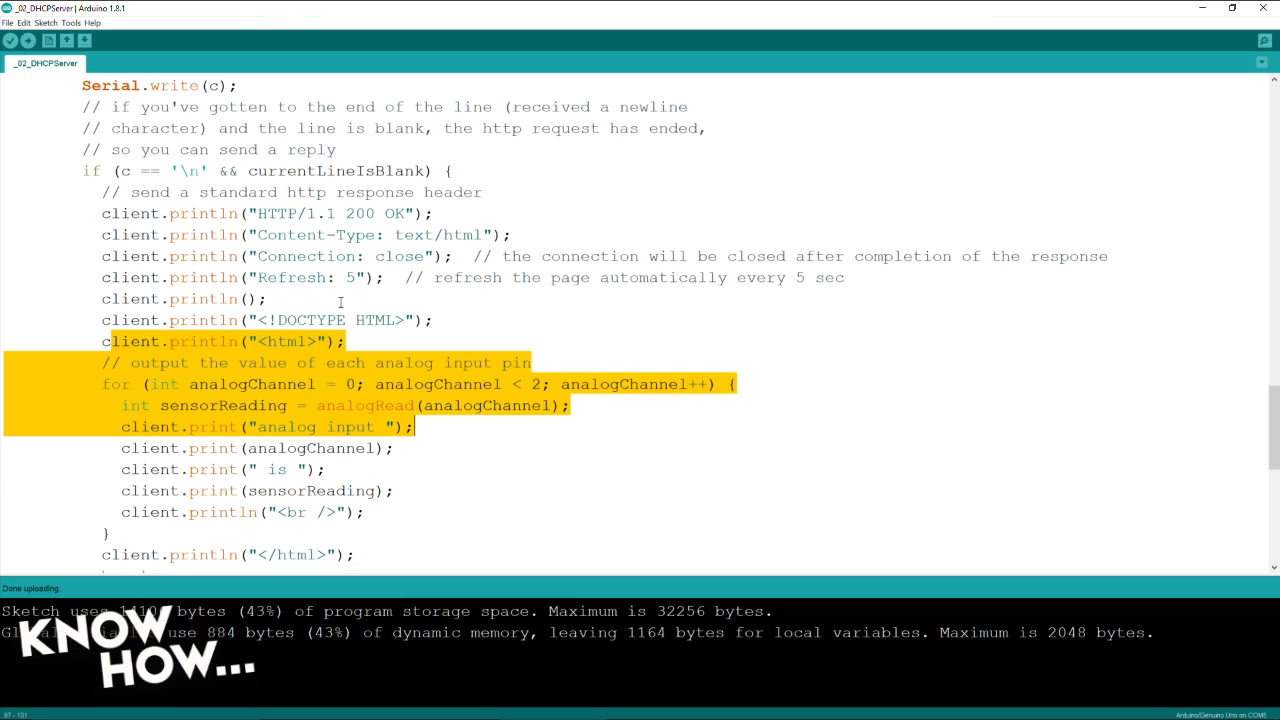 _02_DHCPServer | Arduino 1.8.1
File Edit Sketch Tools Help
_02_DHCPServer
Serial.write(c);
// if you've gotten to the end of the line (received a newline
// character) and the line is blank, the http request has ended,
// so you can send a reply
if (c == '\n' && currentLineIsBlank) {
// send a standard http response header
client.println("HTTP/1.1 200 OK");
client.println("Content-Type: text/html");
client.println("Connection: close"); // the connection will be closed after completion of the response
client.println("Refresh: 5"); // refresh the page automatically every 5 sec
client.println();
client.println("<!DOCTYPE HTML>");
client.println("<html>");
// output the value of each analog input pin
for (int analogChannel = 0; analogChannel < 2; analogChannel++) {
int sensorReading = analogRead(analogChannel);
client.print("analog input ");
client.print(analogChannel);
client.print(" is ");
client.print(sensorReading);
client.println("<br />");
}
client.println("</html>");
Done uploading.
Sketch uses bytes (43%) of program storage space. Maximum is 32256 bytes.
use 884 bytes (43%) of dynamic memory, leaving 1164 bytes for local variables. Maximum is 2048 bytes.
KNOW
HOW...
97 - 101
Arduino/Genuino Uno on COM5